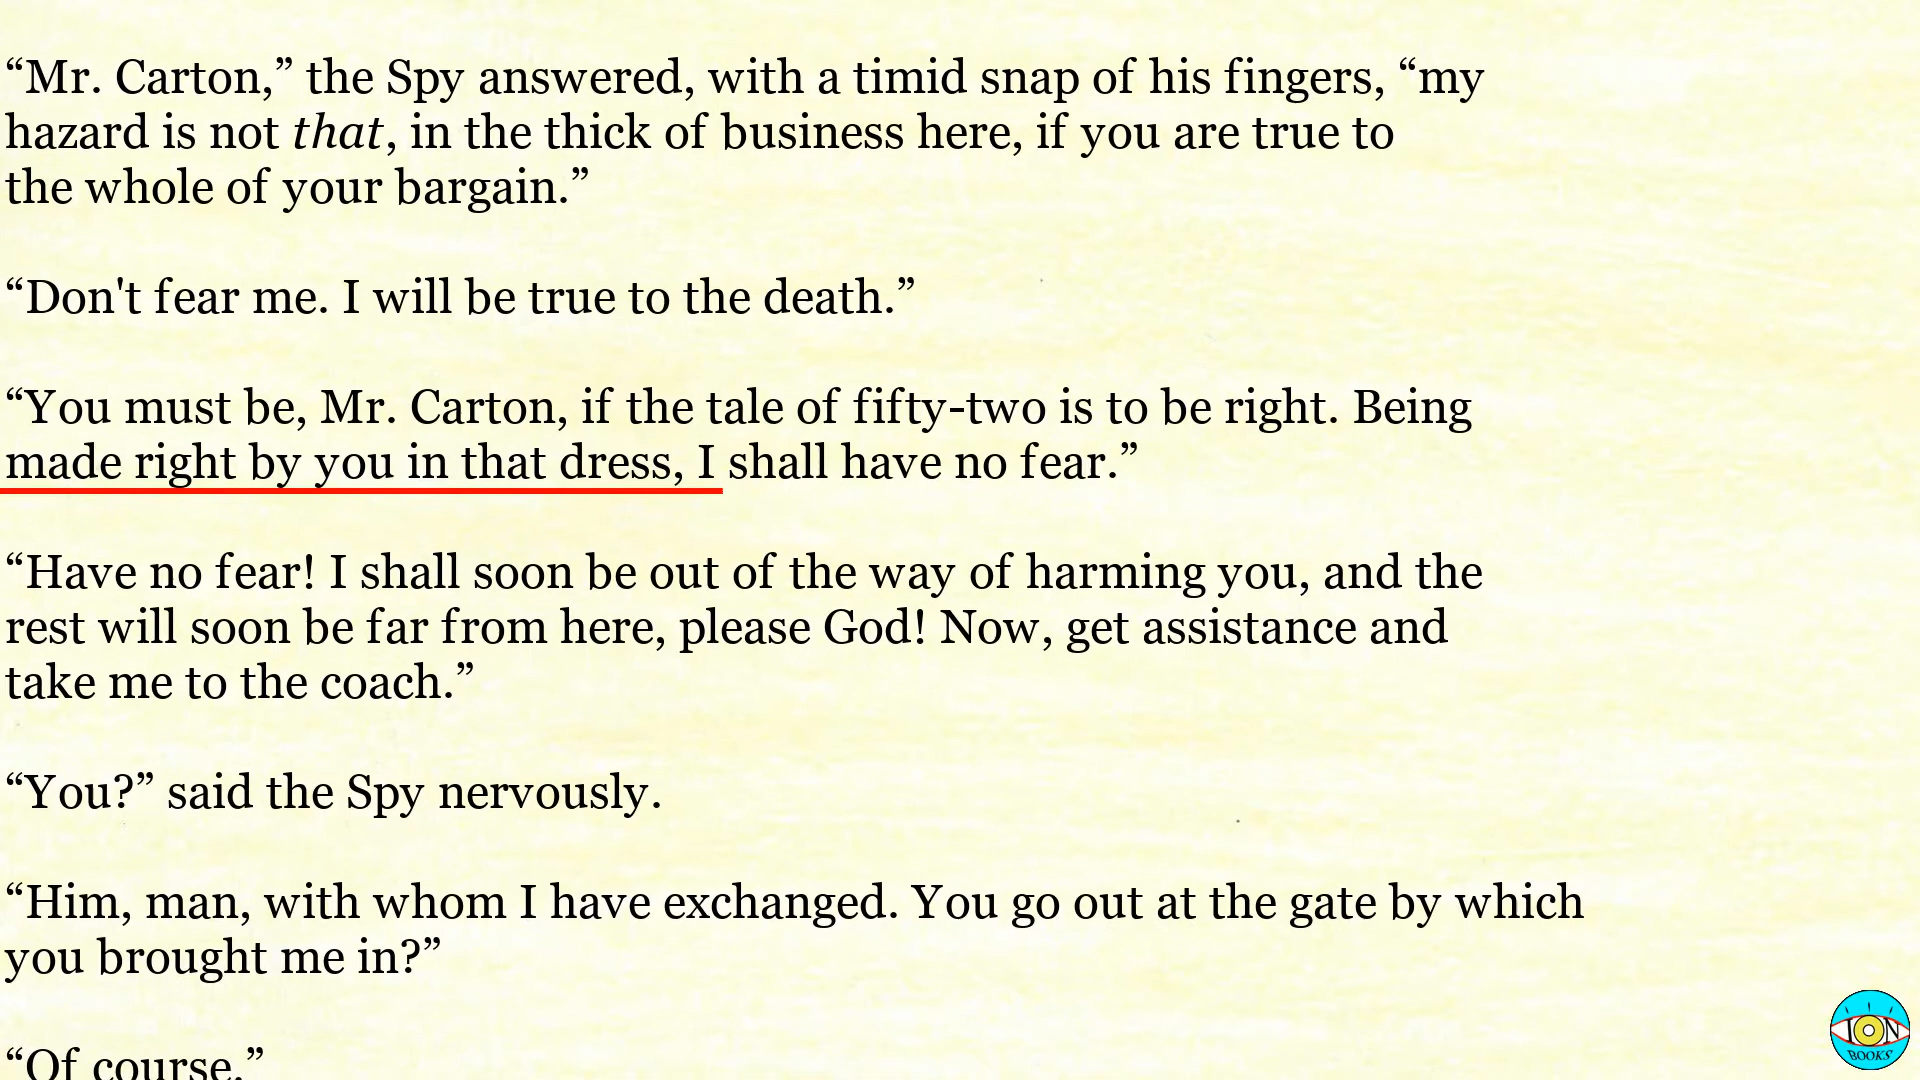 “Mr. Carton,” the Spy answered, with a timid snap of his fingers, “my
hazard is not that, in the thick of business here, if you are true to
the whole of your bargain.”
“Don't fear me. I will be true to the death.”
“You must be, Mr. Carton, if the tale of fifty-two is to be right. Being
made right by you in that dress, I shall have no fear.”
“Have no fear! I shall soon be out of the way of harming you, and the
rest will soon be far from here, please God! Now, get assistance and
take me to the coach.”
“You?” said the Spy nervously.
“Him, man, with whom I have exchanged. You go out at the gate by which
you brought me in?”
“Of course.”
ION
BOOKS